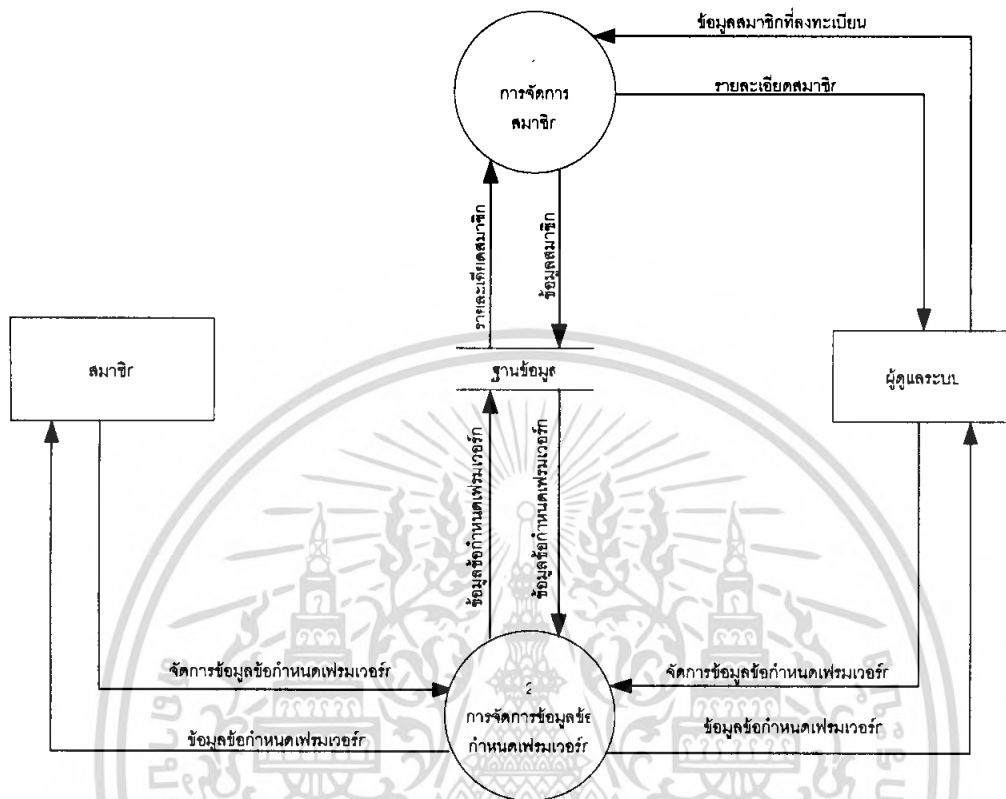 ข้อมูลสมาชิกที่ลงทะเบียน
การจัดการ
สมาชิก
รายละเอียดสมาชิก
รายละเอียดสมาชิก
ข้อมูลสมาชิก
สมาชิก
ฐานข้อมูล
ผู้ดูแลระบบ
ข้อมูลข้อกำหนดเฟรมเวอร์ก
ข้อมูลข้อกำหนดเฟรมเวอร์ก
จัดการข้อมูลข้อกำหนดเฟรมเวอร์ก
จัดการข้อมูลข้อกำหนดเฟรมเวอร์ก
2
การจัดการข้อมูลข้อ
กำหนดเฟรมเวอร์ก
ข้อมูลข้อกำหนดเฟรมเวอร์ก
ข้อมูลข้อกำหนดเฟรมเวอร์ก